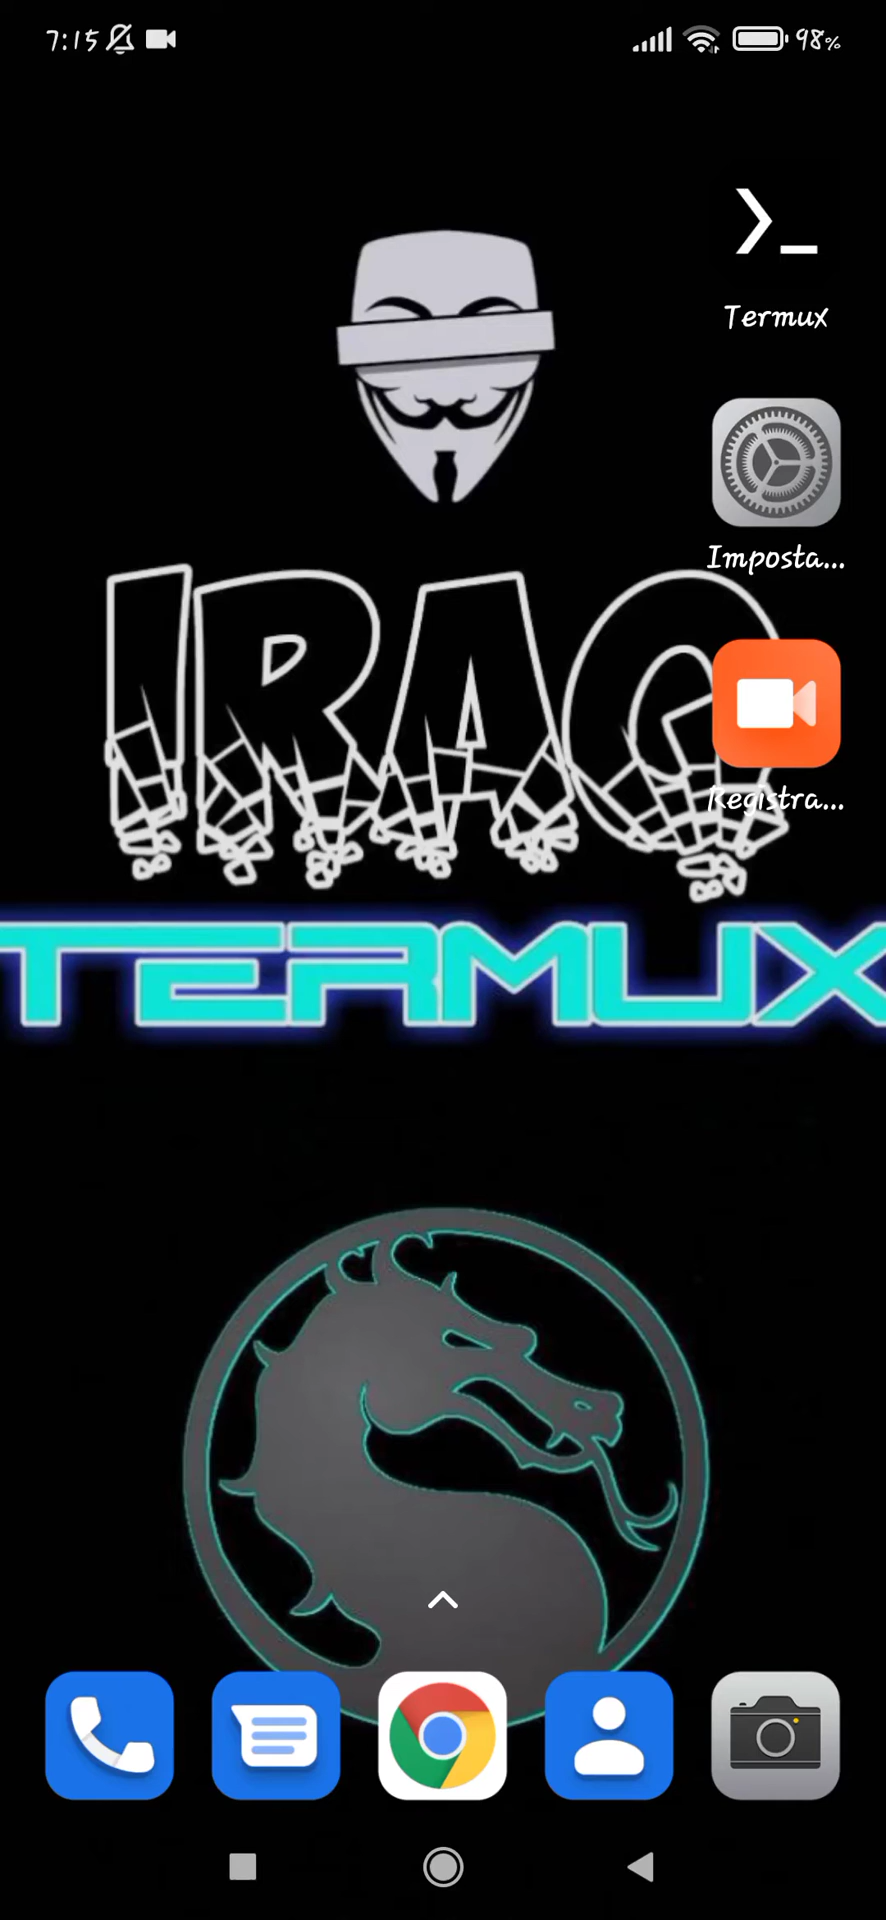 7:15
98%
Termux
Imposta...
IRAQ
Registra...
TERMUX